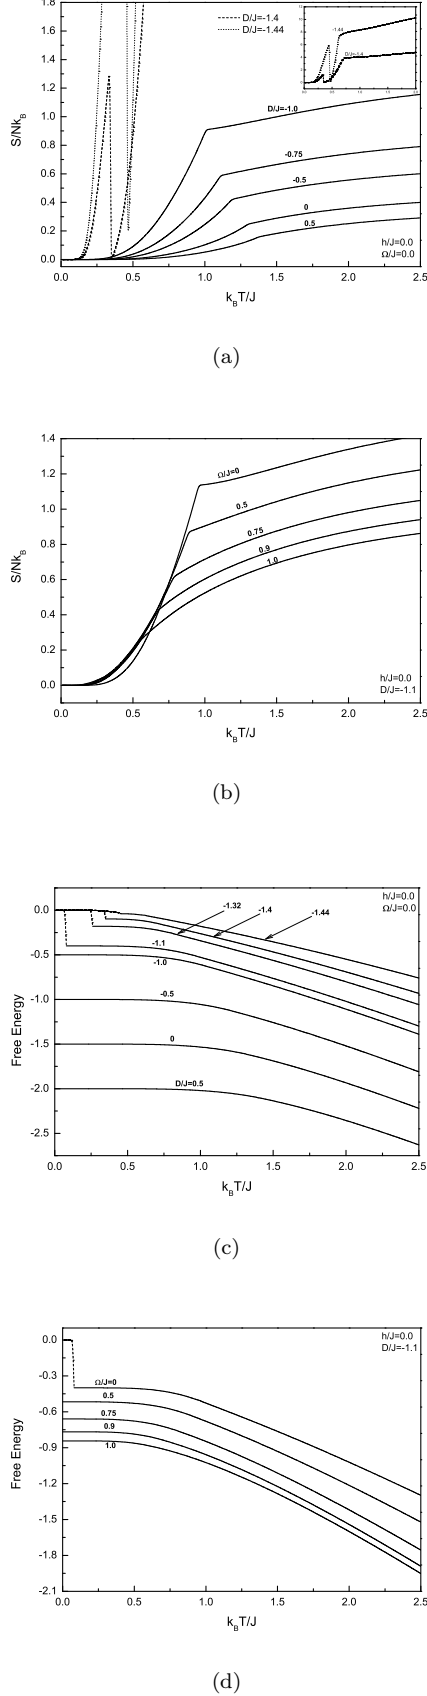 D/J=-1.4
D/J=-1.44
1.8
1.6
1.4
1.2
1.0
0.8
0.6
0.4
0.2
0.0
S/NkB
-1.44
D/J=-1.4
D/J=-1.0
-0.75
-0.5
0
0.5
h/J=0.0
Ω/J=0.0
0.0 0.5 1.0 1.5 2.0 2.5
kBT/J
(a)
1.4
1.2
1.0
0.8
0.6
0.4
0.2
0.0
S/NkB
Ω/J=0
0.5
0.75
0.9
1.0
h/J=0.0
D/J=-1.1
0.0 0.5 1.0 1.5 2.0 2.5
kBT/J
(b)
0.0
-0.5
-1.0
-1.5
-2.0
-2.5
Free Energy
h/J=0.0
Ω/J=0.0
-1.32
-1.4
-1.44
-1.1
-1.0
-0.5
0
D/J=0.5
0.0 0.5 1.0 1.5 2.0 2.5
kBT/J
(c)
0.0
-0.3
-0.6
-0.9
-1.2
-1.5
-1.8
-2.1
Free Energy
h/J=0.0
D/J=-1.1
Ω/J=0
0.5
0.75
0.9
1.0
0.0 0.5 1.0 1.5 2.0 2.5
kBT/J
(d)